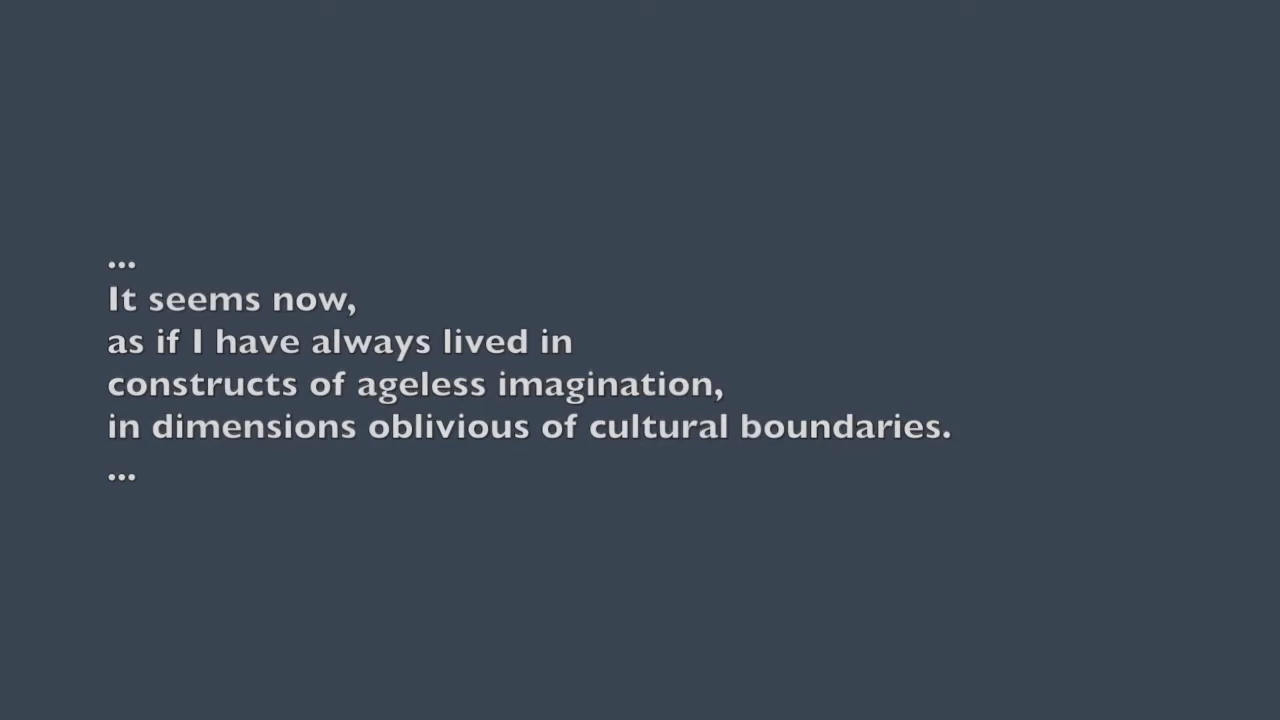 ...
It seems now,
as if I have always lived in
constructs of ageless imagination,
in dimensions oblivious of cultural boundaries.
...